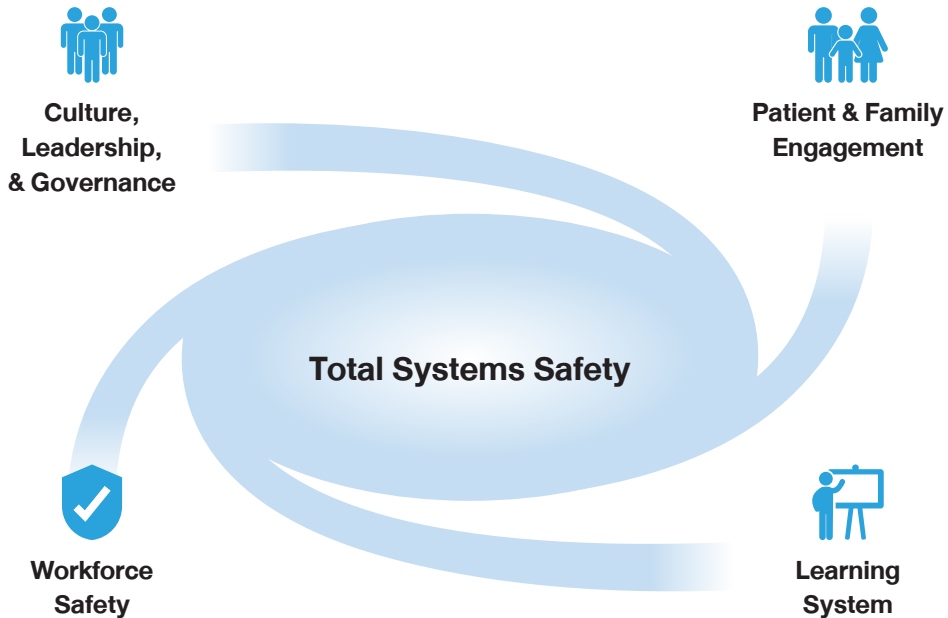 Culture,
Leadership,
& Governance
Patient & Family
Engagement
Total Systems Safety
Workforce
Safety
Learning
System